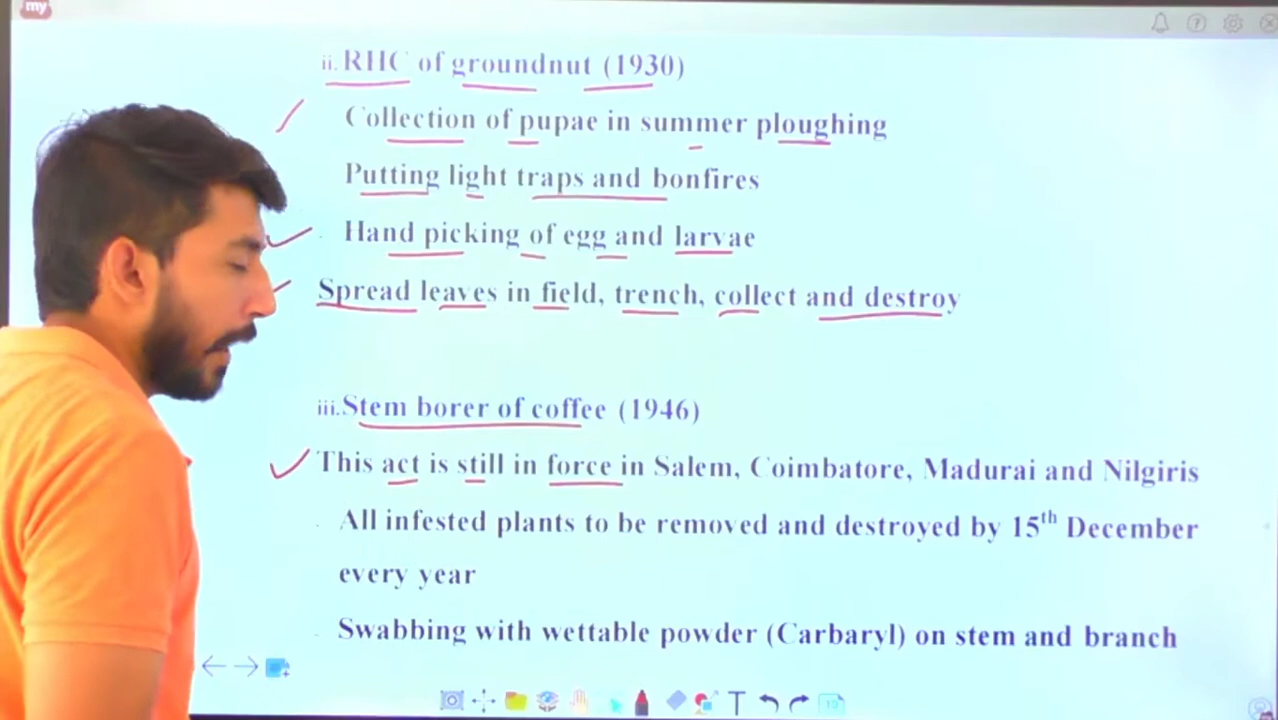 my
ii. RHC of groundnut (1930)
Collection of pupae in summer ploughing
Putting light traps and bonfires
Hand picking of egg and larvae
Spread leaves in field, trench, collect and destroy
iii. Stem borer of coffee (1946)
This act is still in force in Salem, Coimbatore, Madurai and Nilgiris
All infested plants to be removed and destroyed by 15th December
every year
Swabbing with wettable powder (Carbaryl) on stem and branch